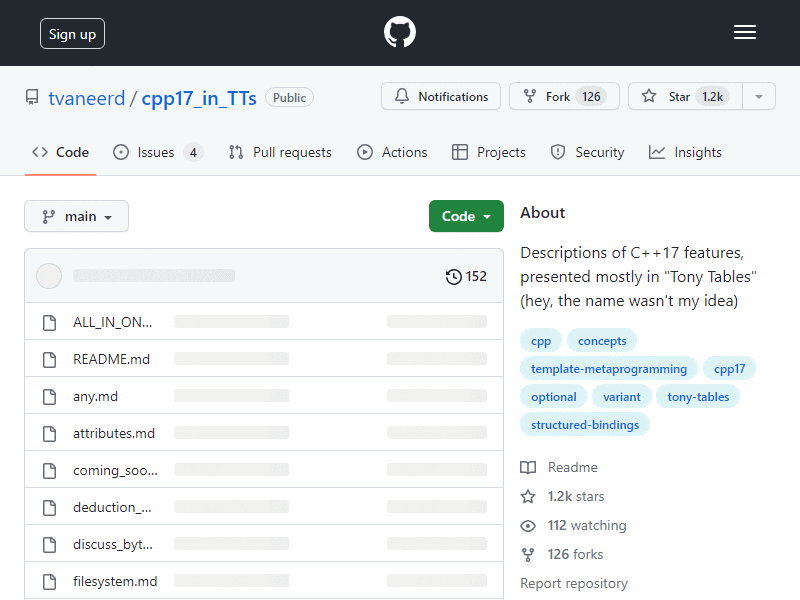 Sign up
tvaneerd / cpp17_in_TTs Public
Notifications Fork 126 Star 1.2k
Code Issues 4 Pull requests Actions Projects Security Insights
main Code
152
ALL_IN_ON...
README.md
any.md
attributes.md
coming_soo...
deduction_...
discuss_byt...
filesystem.md
About
Descriptions of C++17 features,
presented mostly in "Tony Tables"
(hey, the name wasn't my idea)
cpp concepts
template-metaprogramming cpp17
optional variant tony-tables
structured-bindings
Readme
1.2k stars
112 watching
126 forks
Report repository